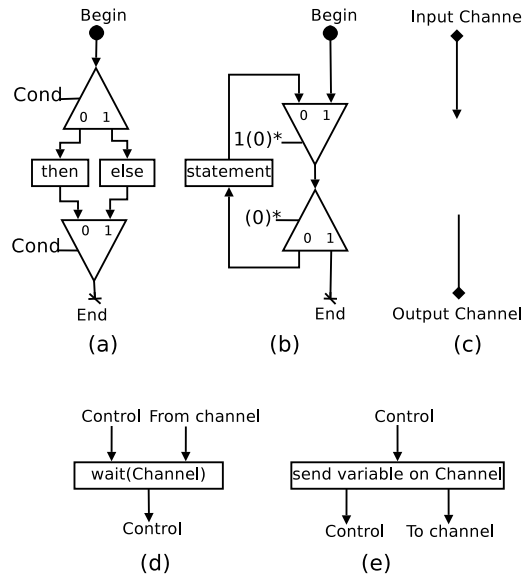 Begin
Cond
0 1
then
else
Cond
0 1
End
(a)
Begin
0 1
1(0)*
statement
(0)*
0 1
End
(b)
Input Channe
Output Channel
(c)
Control
From channel
wait(Channel)
Control
(d)
Control
send variable on Channel
Control
To channel
(e)